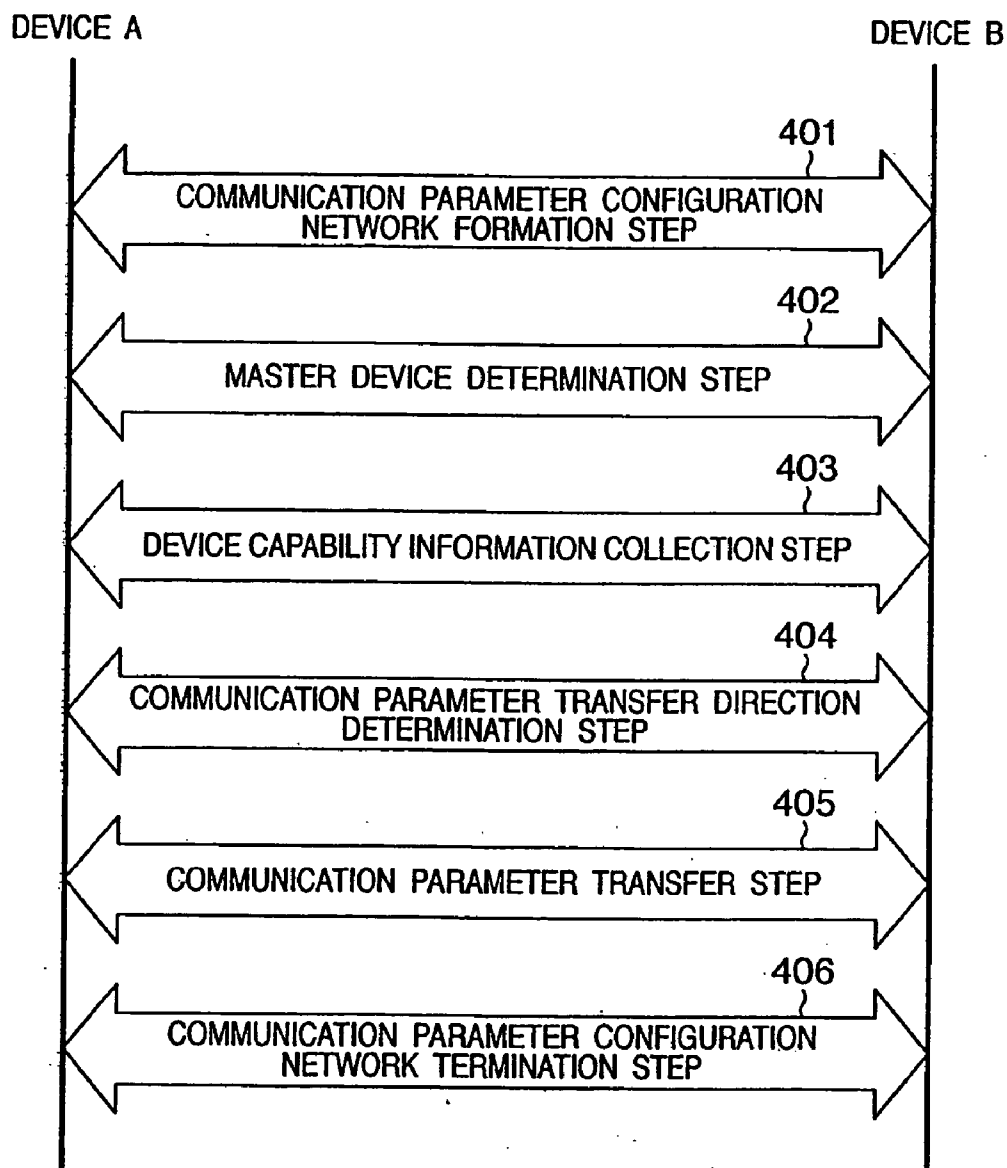 DEVICE A
DEVICE B
401
COMMUNICATION PARAMETER CONFIGURATION
NETWORK FORMATION STEP
402
MASTER DEVICE DETERMINATION STEP
403
DEVICE CAPABILITY INFORMATION COLLECTION STEP
404
COMMUNICATION PARAMETER TRANSFER DIRECTION
DETERMINATION STEP
405
COMMUNICATION PARAMETER TRANSFER STEP
406
COMMUNICATION PARAMETER CONFIGURATION
NETWORK TERMINATION STEP